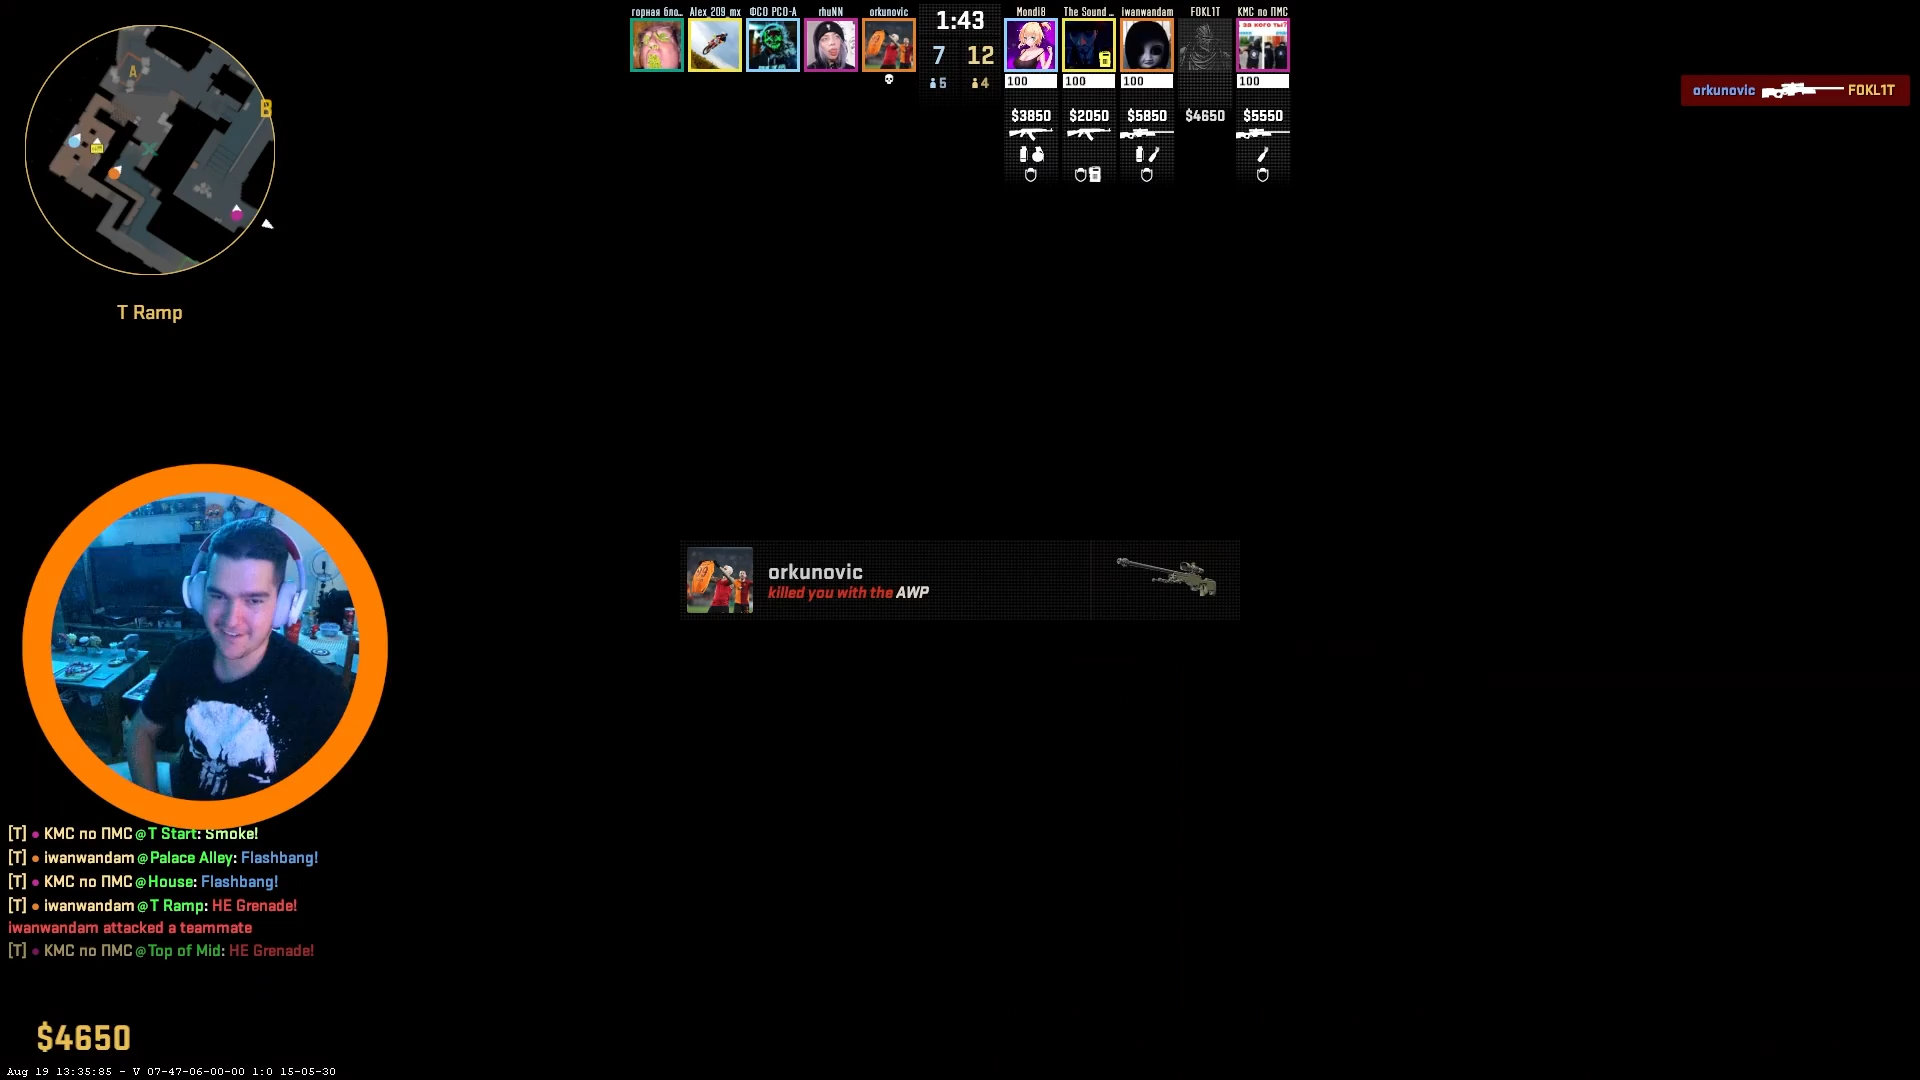 горная бло...
Alex_209_mx
ФСО РСО-А
rhuNN
orkunovic
1:43
7 12
5 4
Mondi8
The Sound ...
iwanwandam
FOKL1T
КМС по ПМС
за кого ты?
100
100
100
100
$3850
$2050
$5850
$4650
$5550
orkunovic FOKL1T
A
B
T Ramp
orkunovic
killed you with the AWP
[T] • КМС по ПМС@T Start: Smoke!
[T] • iwanwandam@Palace Alley: Flashbang!
[T] • КМС по ПМС@House: Flashbang!
[T] • iwanwandam@T Ramp: HE Grenade!
iwanwandam attacked a teammate
[T] • КМС по ПМС@Top of Mid: HE Grenade!
$4650
Aug 19 13:35:85 - V 07-47-06-00-00 1:0 15-05-30